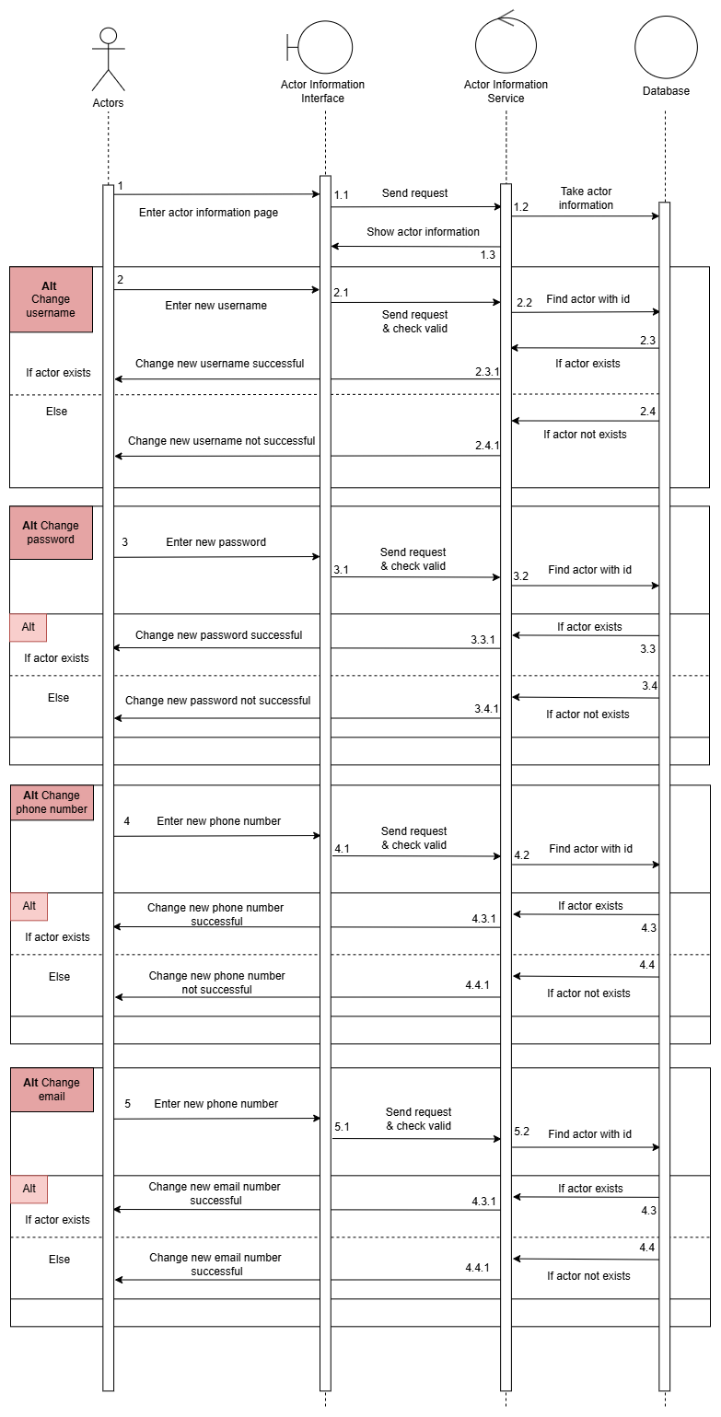 Actors
Actor Information
Interface
Actor Information
Service
Database
1
Enter actor information page
1.1
Send request
1.2
Take actor
information
Show actor information
1.3
Alt
Change
username
2
Enter new username
2.1
Send request
& check valid
2.2
Find actor with id
2.3
If actor exists
If actor exists
Change new username successful
2.3.1
Else
2.4
If actor not exists
Change new username not successful
2.4.1
Alt Change
password
3
Enter new password
3.1
Send request
& check valid
3.2
Find actor with id
Alt
If actor exists
If actor exists
3.3
Change new password successful
3.3.1
Else
3.4
If actor not exists
Change new password not successful
3.4.1
Alt Change
phone number
4
Enter new phone number
4.1
Send request
& check valid
4.2
Find actor with id
Alt
If actor exists
If actor exists
4.3
Change new phone number
successful
4.3.1
Else
4.4
If actor not exists
Change new phone number
not successful
4.4.1
Alt Change
email
5
Enter new phone number
5.1
Send request
& check valid
5.2
Find actor with id
Alt
If actor exists
If actor exists
4.3
Change new email number
successful
4.3.1
Else
4.4
If actor not exists
Change new email number
successful
4.4.1